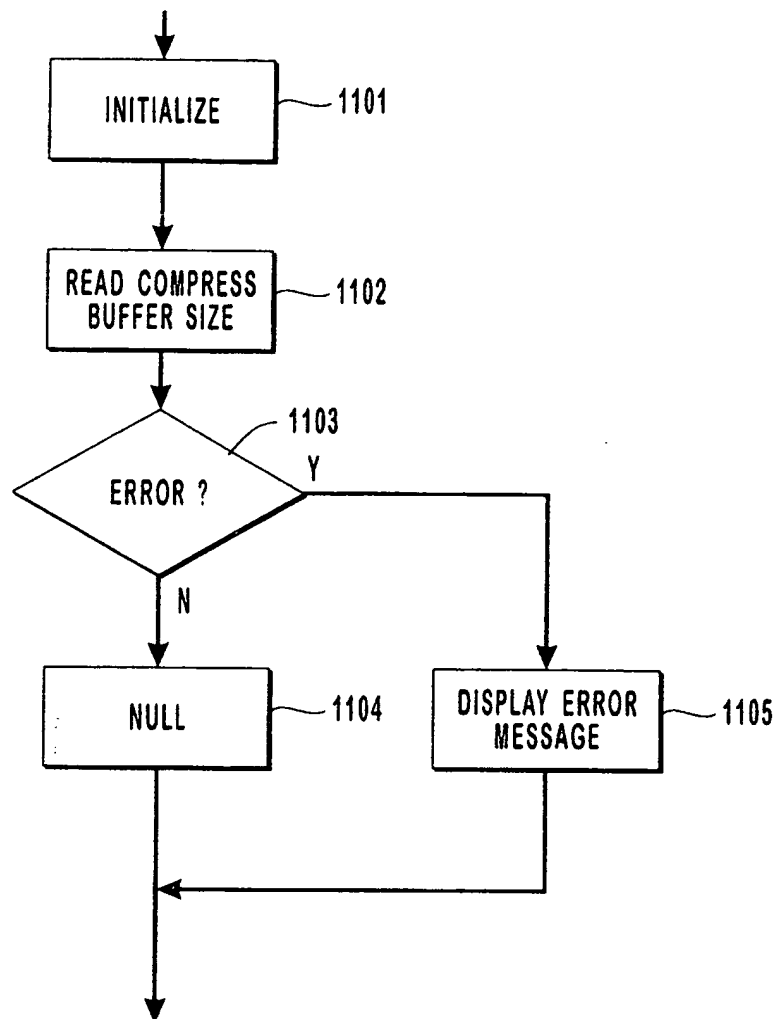 INITIALIZE
1101
READ COMPRESS
BUFFER SIZE
1102
1103
ERROR ?
Y
N
NULL
1104
DISPLAY ERROR
MESSAGE
1105